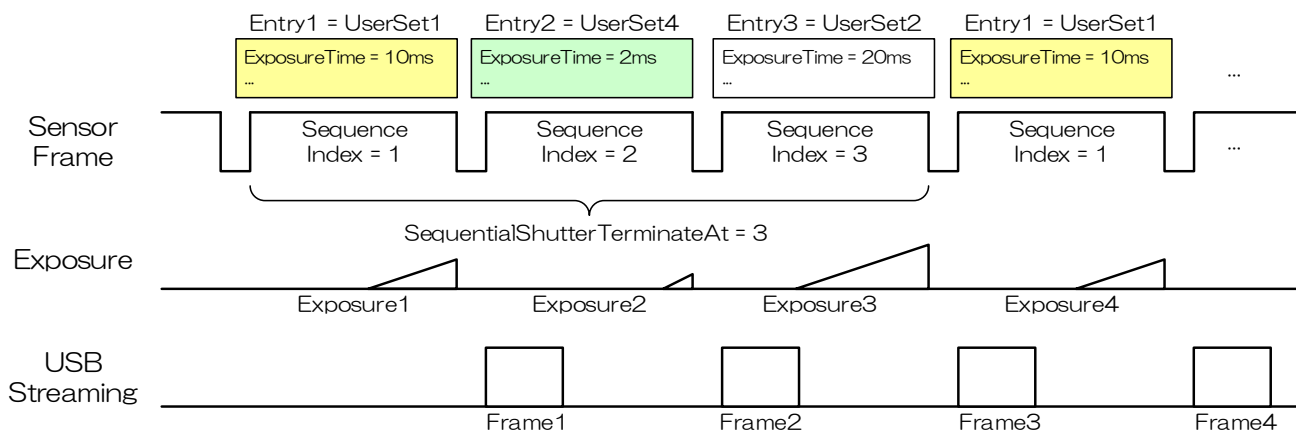 Entry1 = UserSet1
Entry2 = UserSet4
Entry3 = UserSet2
Entry1 = UserSet1
ExposureTime = 10ms
...
ExposureTime = 2ms
...
ExposureTime = 20ms
...
ExposureTime = 10ms
...
...
Sensor
Frame
Sequence
Index = 1
Sequence
Index = 2
Sequence
Index = 3
Sequence
Index = 1
...
SequentialShutterTerminateAt = 3
Exposure
Exposure1
Exposure2
Exposure3
Exposure4
USB
Streaming
Frame1
Frame2
Frame3
Frame4